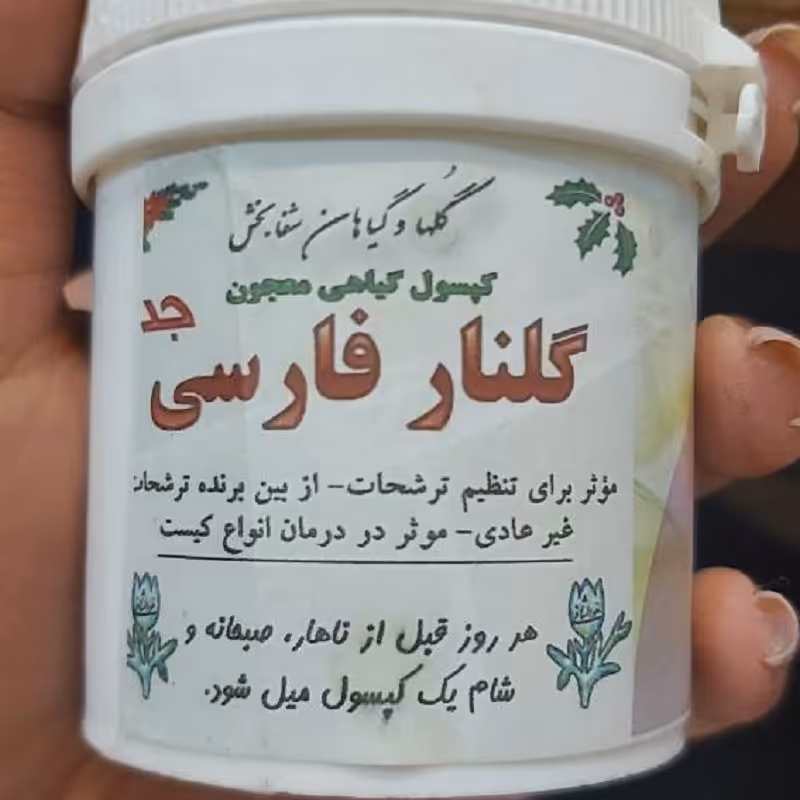 گلها و گیاهان شفابخش
کپسول گیاهی معجون
جد
گلنار فارسی
مؤثر برای تنظیم ترشحات- از بین برنده ترشحات
غیر عادی- موثر در درمان انواع کیست
هر روز قبل از ناهار، صبحانه و
شام یک کپسول میل شود.